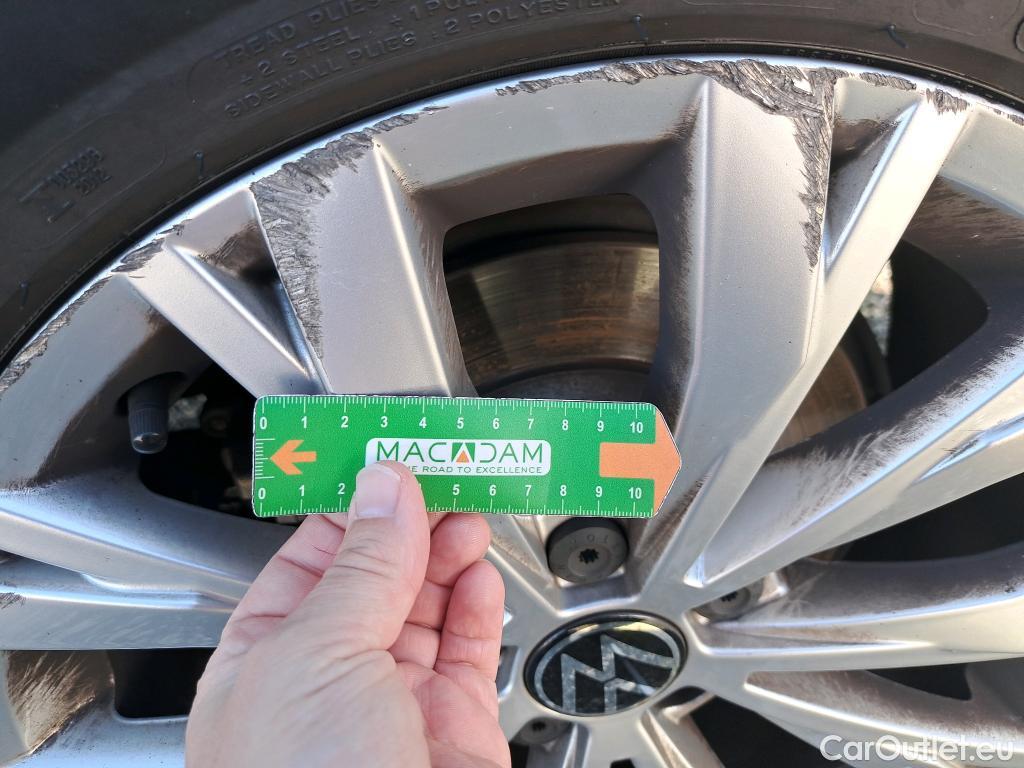 TREAD PLIES
2 STEEL + 1 POLY
SIDEWALL PLIES : 2 POLYESTER
0 1 2 3 4 5 6 7 8 9 10
MACADAM
THE ROAD TO EXCELLENCE
0 1 2 5 6 7 8 9 10
CarOutlet.eu